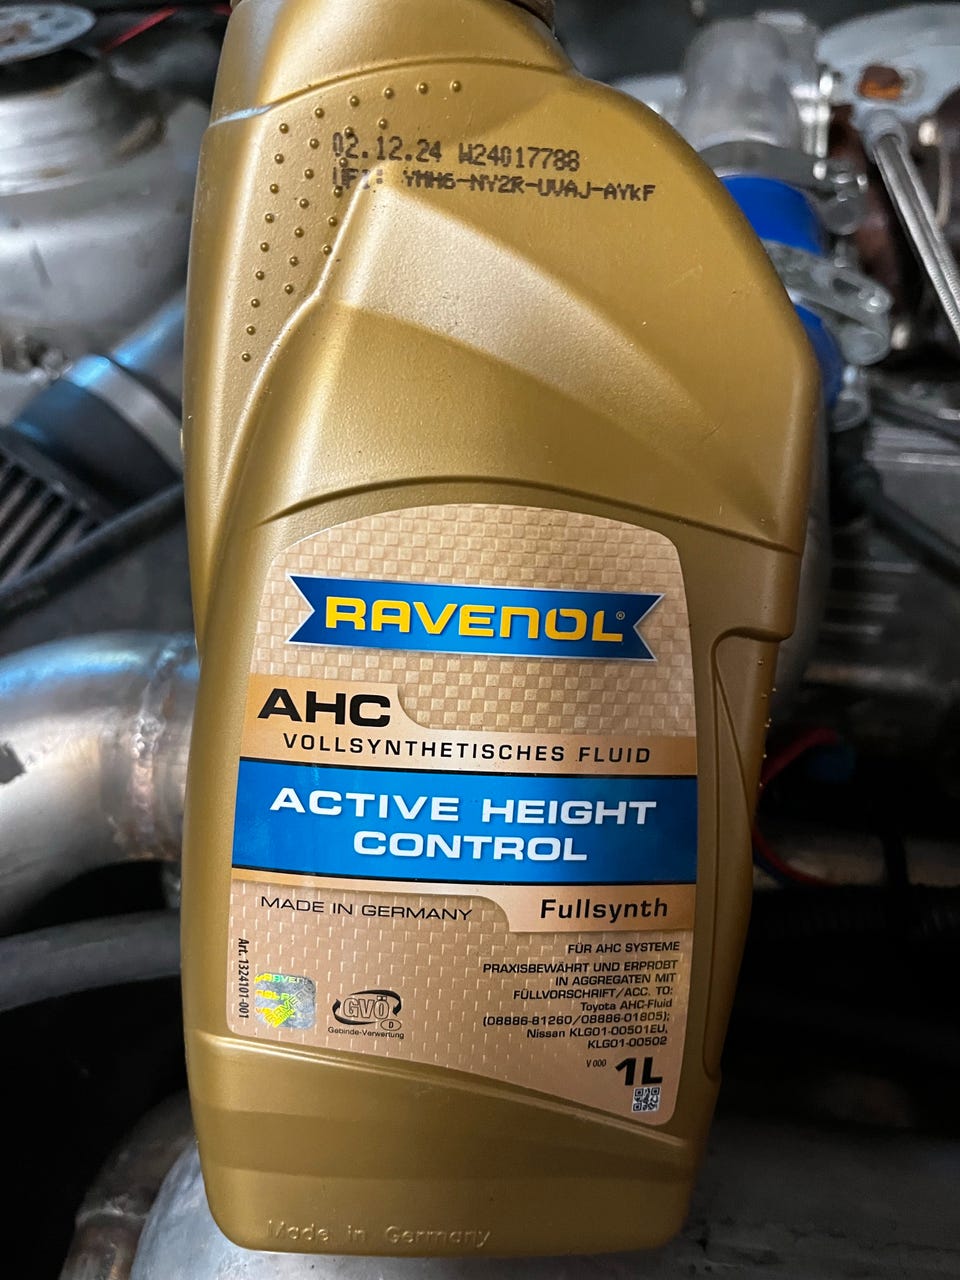 02.12.24 W24017788
UFI: YMH6-NY2R-UVAJ-AYKF
RAVENOL®
AHC
VOLLSYNTHETISCHES FLUID
ACTIVE HEIGHT
CONTROL
MADE IN GERMANY
Fullsynth
FÜR AHC SYSTEME
PRAXISBEWÄHRT UND ERPROBT
IN AGGREGATEN MIT
FÜLLVORSCHRIFT/ACC. TO:
Toyota AHC-Fluid
(08886-81260/08886-01805);
Nissan KLG01-00501EU,
KLG01-00502
Art. 1324101-001
GVÖ
D
Gebinde-Verwertung
V 000
1L
Made in Germany